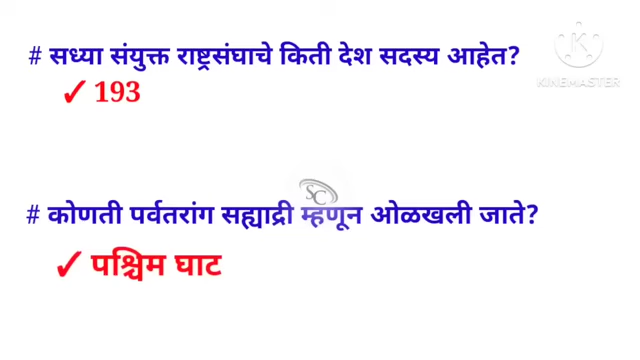 # सध्या संयुक्त राष्ट्रसंघाचे किती देश सदस्य आहेत?
✓ 193
KINEMASTER
SC
# कोणती पर्वतरांग सह्याद्री म्हणून ओळखली जाते?
✓ पश्चिम घाट